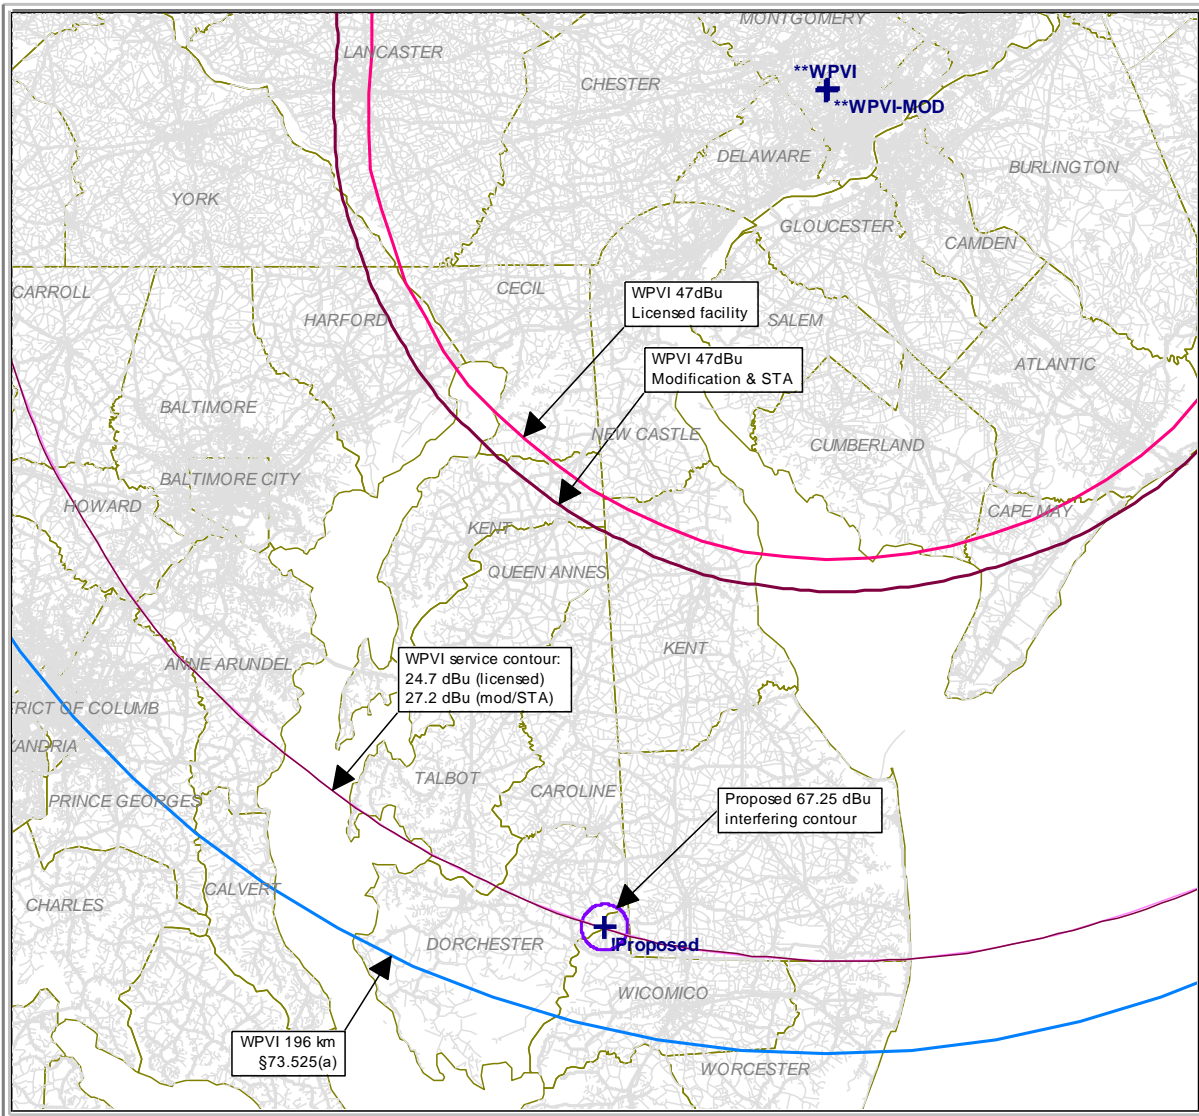 MONTGOMERY
LANCASTER
**WPVI
CHESTER
**WPVI-MOD
DELAWARE
BURLINGTON
YORK
GLOUCESTER
CAMDEN
CARROLL
CECIL
WPVI 47dBu
Licensed facility
HARFORD
SALEM
WPVI 47dBu
Modification & STA
ATLANTIC
BALTIMORE
NEW CASTLE
CUMBERLAND
BALTIMORE CITY
HOWARD
CAPE MAY
KENT
QUEEN ANNES
KENT
ANNE ARUNDEL
WPVI service contour:
24.7 dBu (licensed)
27.2 dBu (mod/STA)
RICT OF COLUMB
XANDRIA
TALBOT
CAROLINE
PRINCE GEORGES
Proposed 67.25 dBu
interfering contour
CALVERT
CHARLES
DORCHESTER
!Proposed
WICOMICO
WPVI 196 km
§73.525(a)
WORCESTER